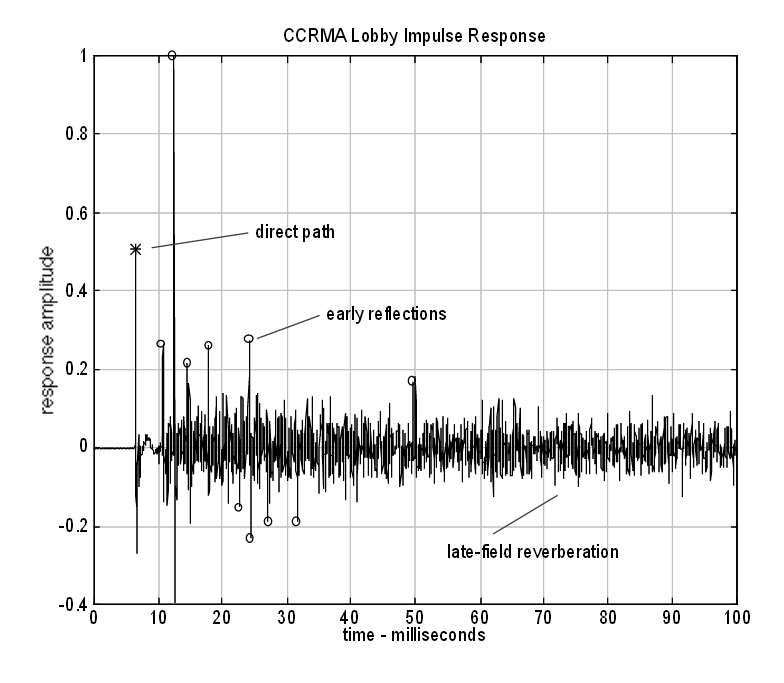 CCRMA Lobby Impulse Response
1
0.8
0.6
0.4
0.2
0
-0.2
-0.4
response amplitude
direct path
early reflections
late-field reverberation
0 10 20 30 40 50 60 70 80 90 100
time - milliseconds